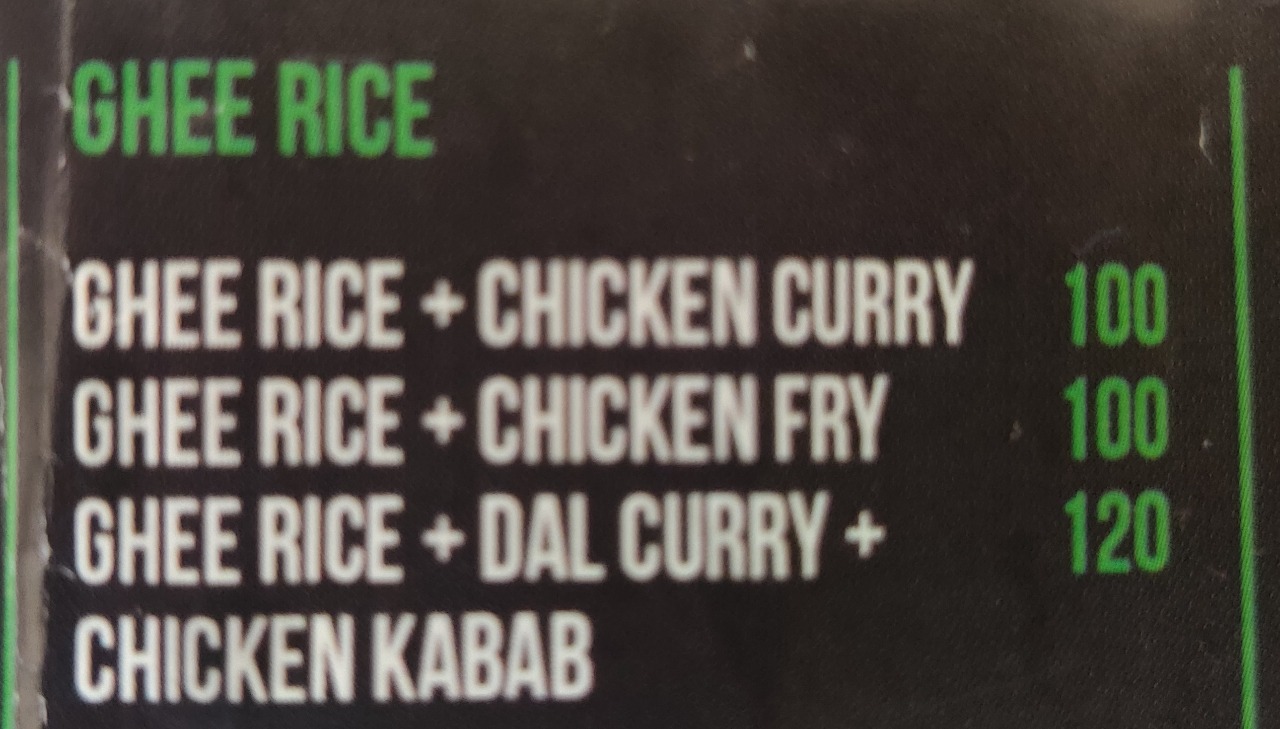 GHEE RICE
GHEE RICE + CHICKEN CURRY 100
GHEE RICE + CHICKEN FRY 100
GHEE RICE + DAL CURRY + 120
CHICKEN KABAB